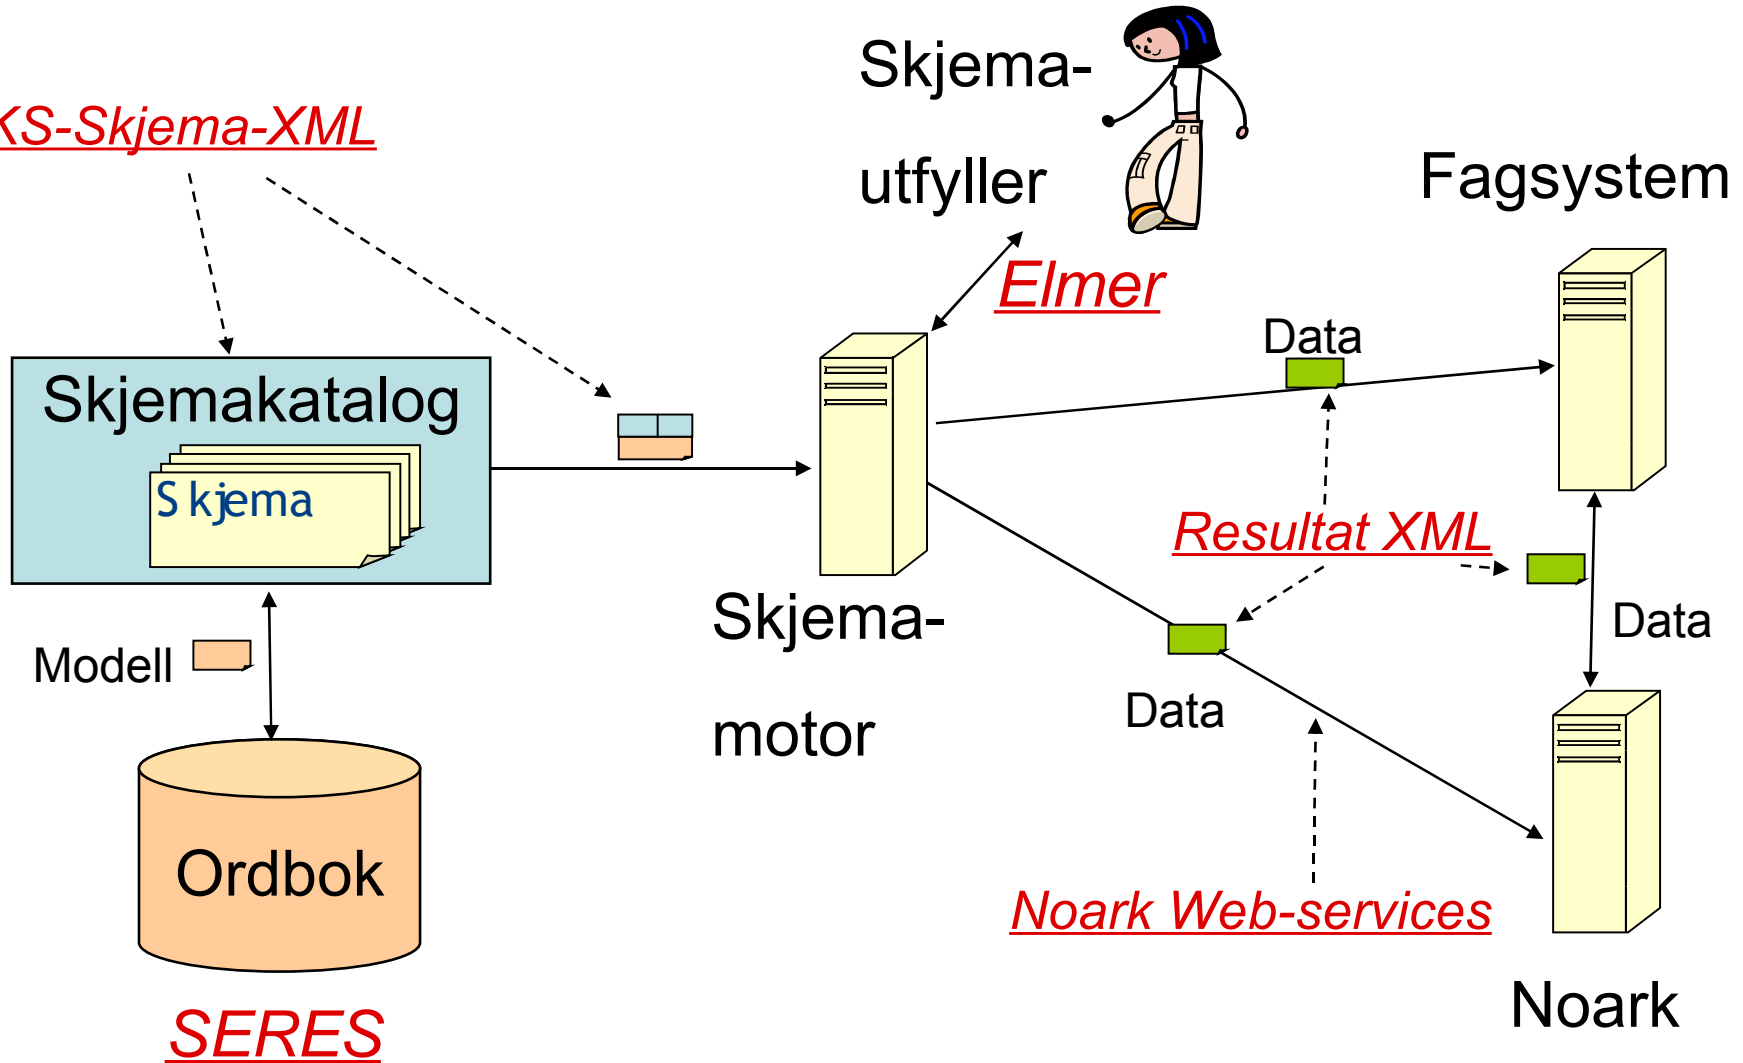 Skjema-
utfyller
KS-Skjema-XML
Fagsystem
Elmer
Data
Skjemakatalog
Skjema
Resultat XML
Skjema-
motor
Data
Modell
Data
Ordbok
Noark Web-services
Noark
SERES